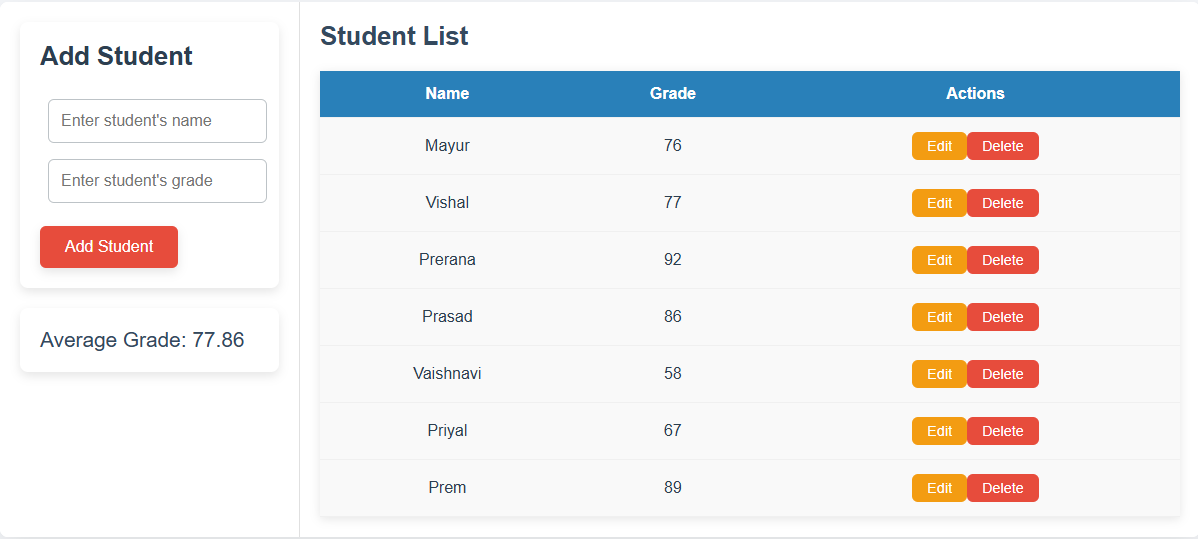 Add Student
Enter student's name
Enter student's grade
Add Student
Average Grade: 77.86
Student List
Name Grade Actions
Mayur 76 Edit Delete
Vishal 77 Edit Delete
Prerana 92 Edit Delete
Prasad 86 Edit Delete
Vaishnavi 58 Edit Delete
Priyal 67 Edit Delete
Prem 89 Edit Delete